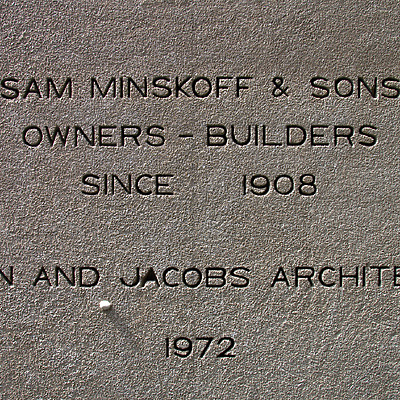 SAM MINSKOFF & SONS
OWNERS – BUILDERS
SINCE 1908
AND JACOBS
1972